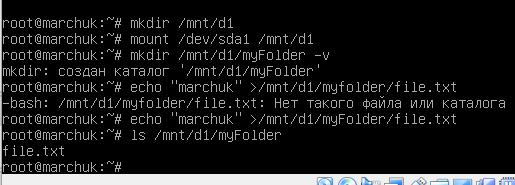 root@marchuk:~# mkdir /mnt/d1
root@marchuk:~# mount /dev/sda1 /mnt/d1
root@marchuk:~# mkdir /mnt/d1/myFolder -v
mkdir: создан каталог '/mnt/d1/myFolder'
root@marchuk:~# echo "marchuk" >/mnt/d1/myfolder/file.txt
-bash: /mnt/d1/myfolder/file.txt: Нет такого файла или каталога
root@marchuk:~# echo "marchuk" >/mnt/d1/myFolder/file.txt
root@marchuk:~# ls /mnt/d1/myFolder
file.txt
root@marchuk:~#